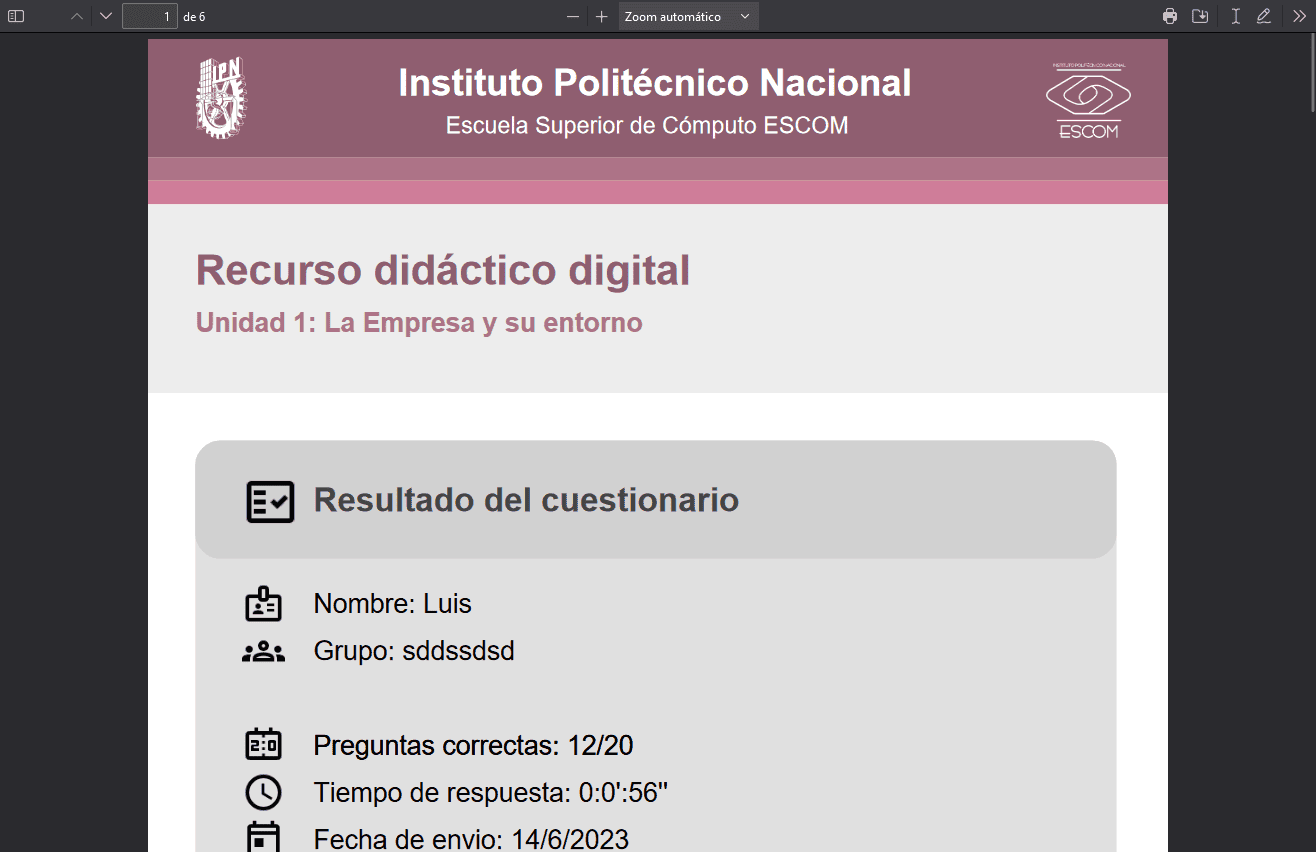 1 de 6 Zoom automático
IPN
Instituto Politécnico Nacional
Escuela Superior de Cómputo ESCOM
INSTITUTO POLITÉCNICO NACIONAL
ESCOM
Recurso didáctico digital
Unidad 1: La Empresa y su entorno
Resultado del cuestionario
Nombre: Luis
Grupo: sddssdsd
2:0
Preguntas correctas: 12/20
Tiempo de respuesta: 0:0':56"
Fecha de envio: 14/6/2023